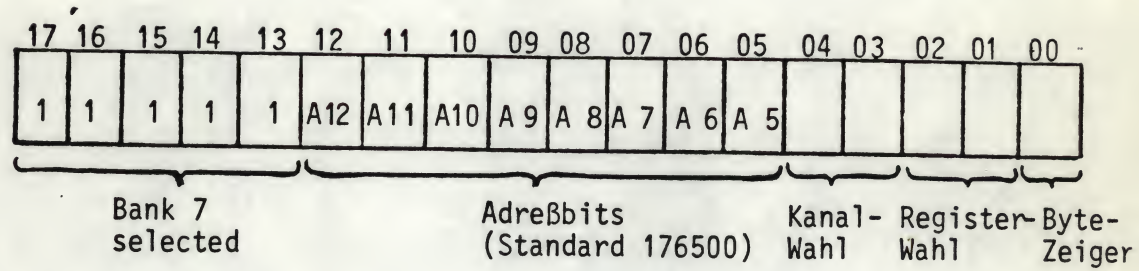 17 16 15 14 13 12 11 10 09 08 07 06 05 04 03 02 01 00
1 1 1 1 1 A12 A11 A10 A 9 A 8 A 7 A 6 A 5
Bank 7
selected
Adreßbits
(Standard 176500)
Kanal-
Wahl
Register-
Wahl
Byte-
Zeiger